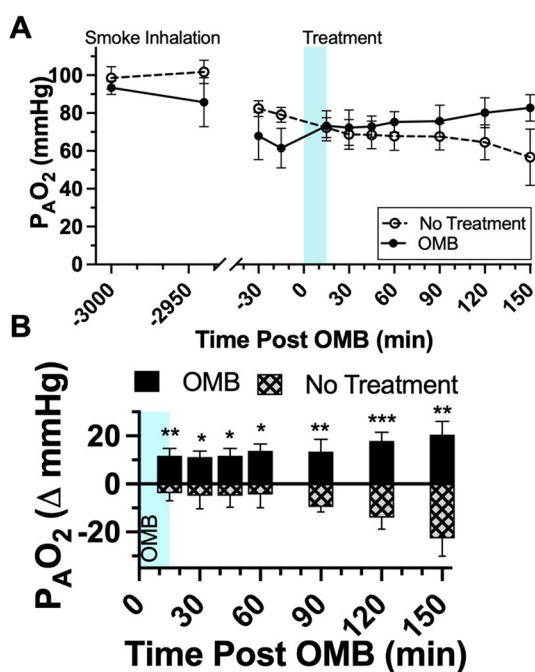 A
Smoke Inhalation
Treatment
PAO2 (mmHg)
100
80
60
40
20
0
No Treatment
OMB
-3000
-2950
-30
0
30
60
90
120
150
Time Post OMB (min)
B
OMB
No Treatment
PAO2 (Δ mmHg)
20
0
-20
** * * * ** *** **
OMB
0
30
60
90
120
150
Time Post OMB (min)